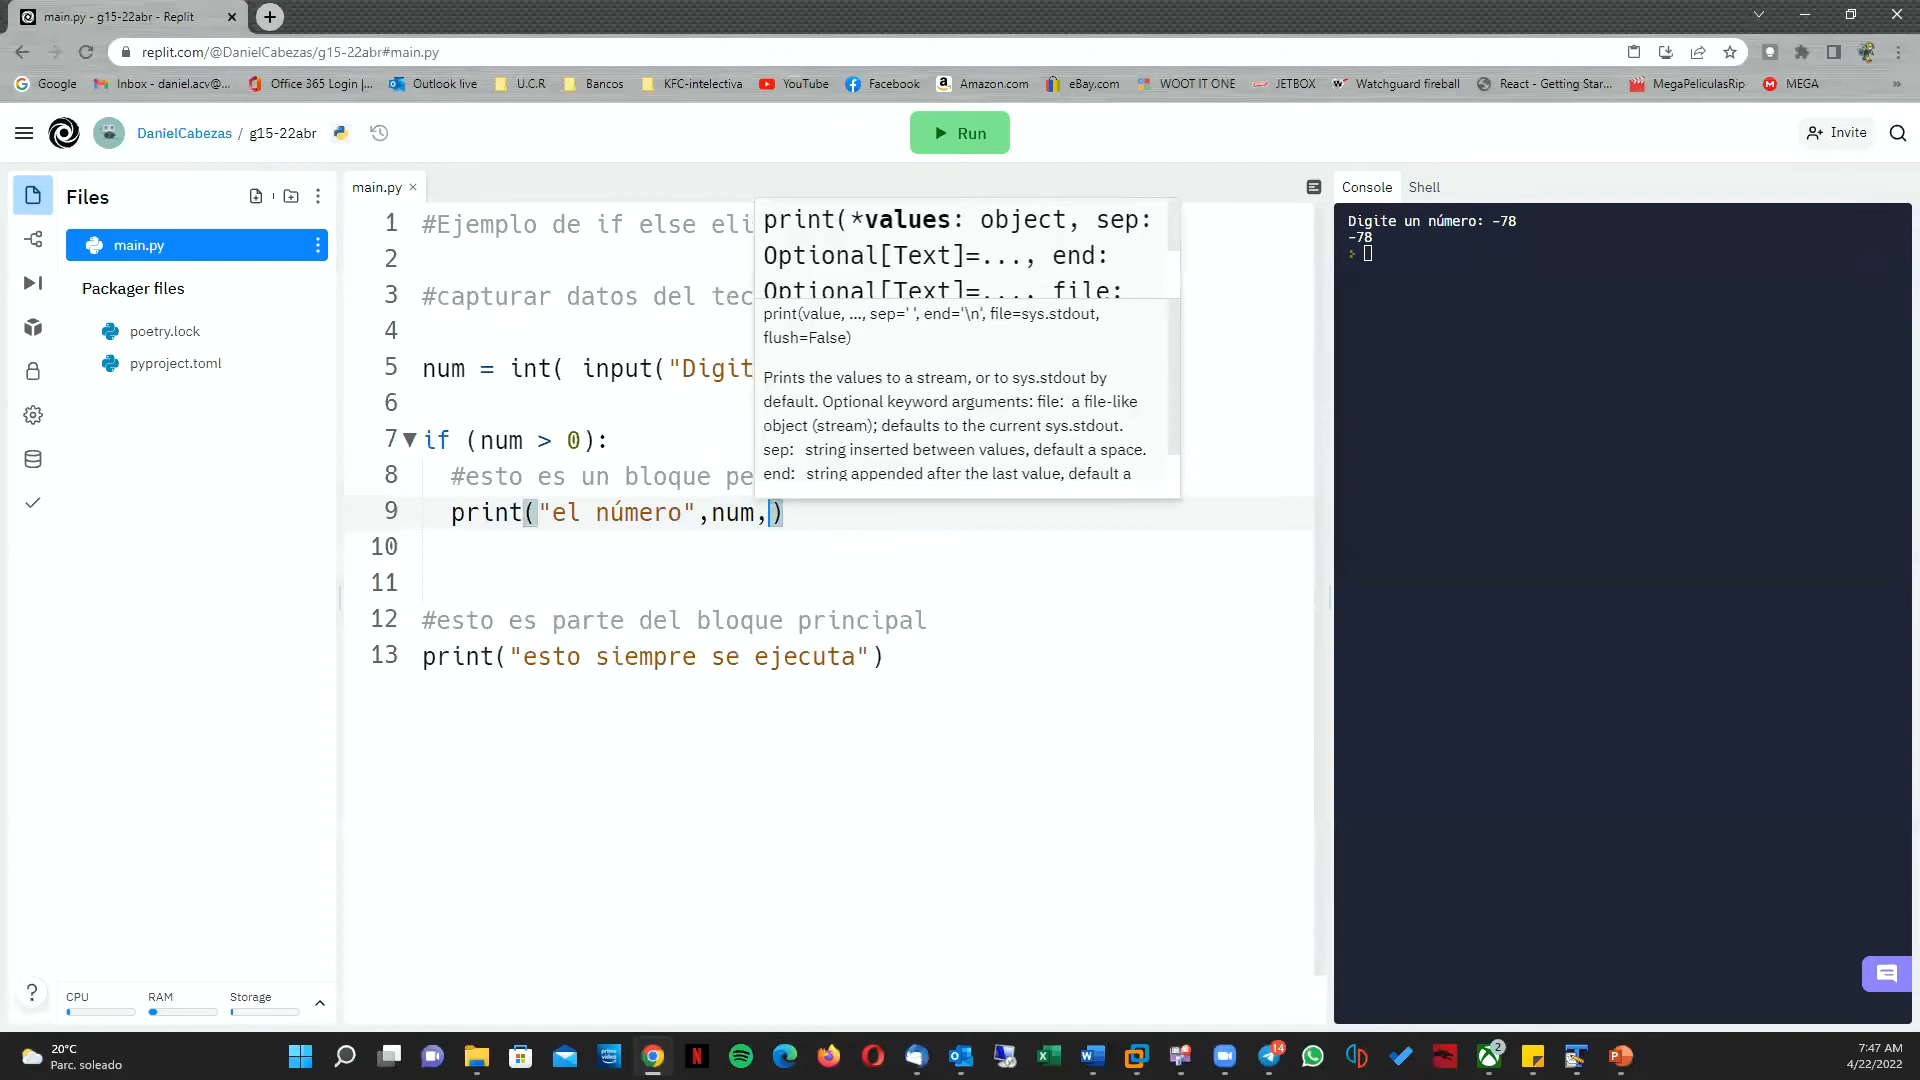 main.py - g15-22abr - Replit
replit.com/@DanielCabezas/g15-22abr#main.py
Google
Inbox - daniel.acv@...
Office 365 Login |...
Outlook live
U.C.R
Bancos
KFC-intelectiva
YouTube
Facebook
Amazon.com
eBay.com
WOOT IT ONE
JETBOX
Watchguard fireball
React - Getting Star...
MegaPeliculasRip
MEGA
DanielCabezas / g15-22abr
Run
Invite
Files
main.py
Packager files
poetry.lock
pyproject.toml
CPU
RAM
Storage
main.py
1 #Ejemplo de if else eli
2
3 #capturar datos del tec
4
5 num = int( input("Digit
6
7 if (num > 0):
8 #esto es un bloque pe
9 print("el número",num,)
10
11
12 #esto es parte del bloque principal
13 print("esto siempre se ejecuta")
print(*values: object, sep:
Optional[Text]=..., end:
Optional[Text]=..., file:
print(value, ..., sep=' ', end='\n', file=sys.stdout,
flush=False)
Prints the values to a stream, or to sys.stdout by
default. Optional keyword arguments: file: a file-like
object (stream); defaults to the current sys.stdout.
sep: string inserted between values, default a space.
end: string appended after the last value, default a
Console
Shell
Digite un número: -78
-78
20°C
Parc. soleado
14
2
7:47 AM
4/22/2022